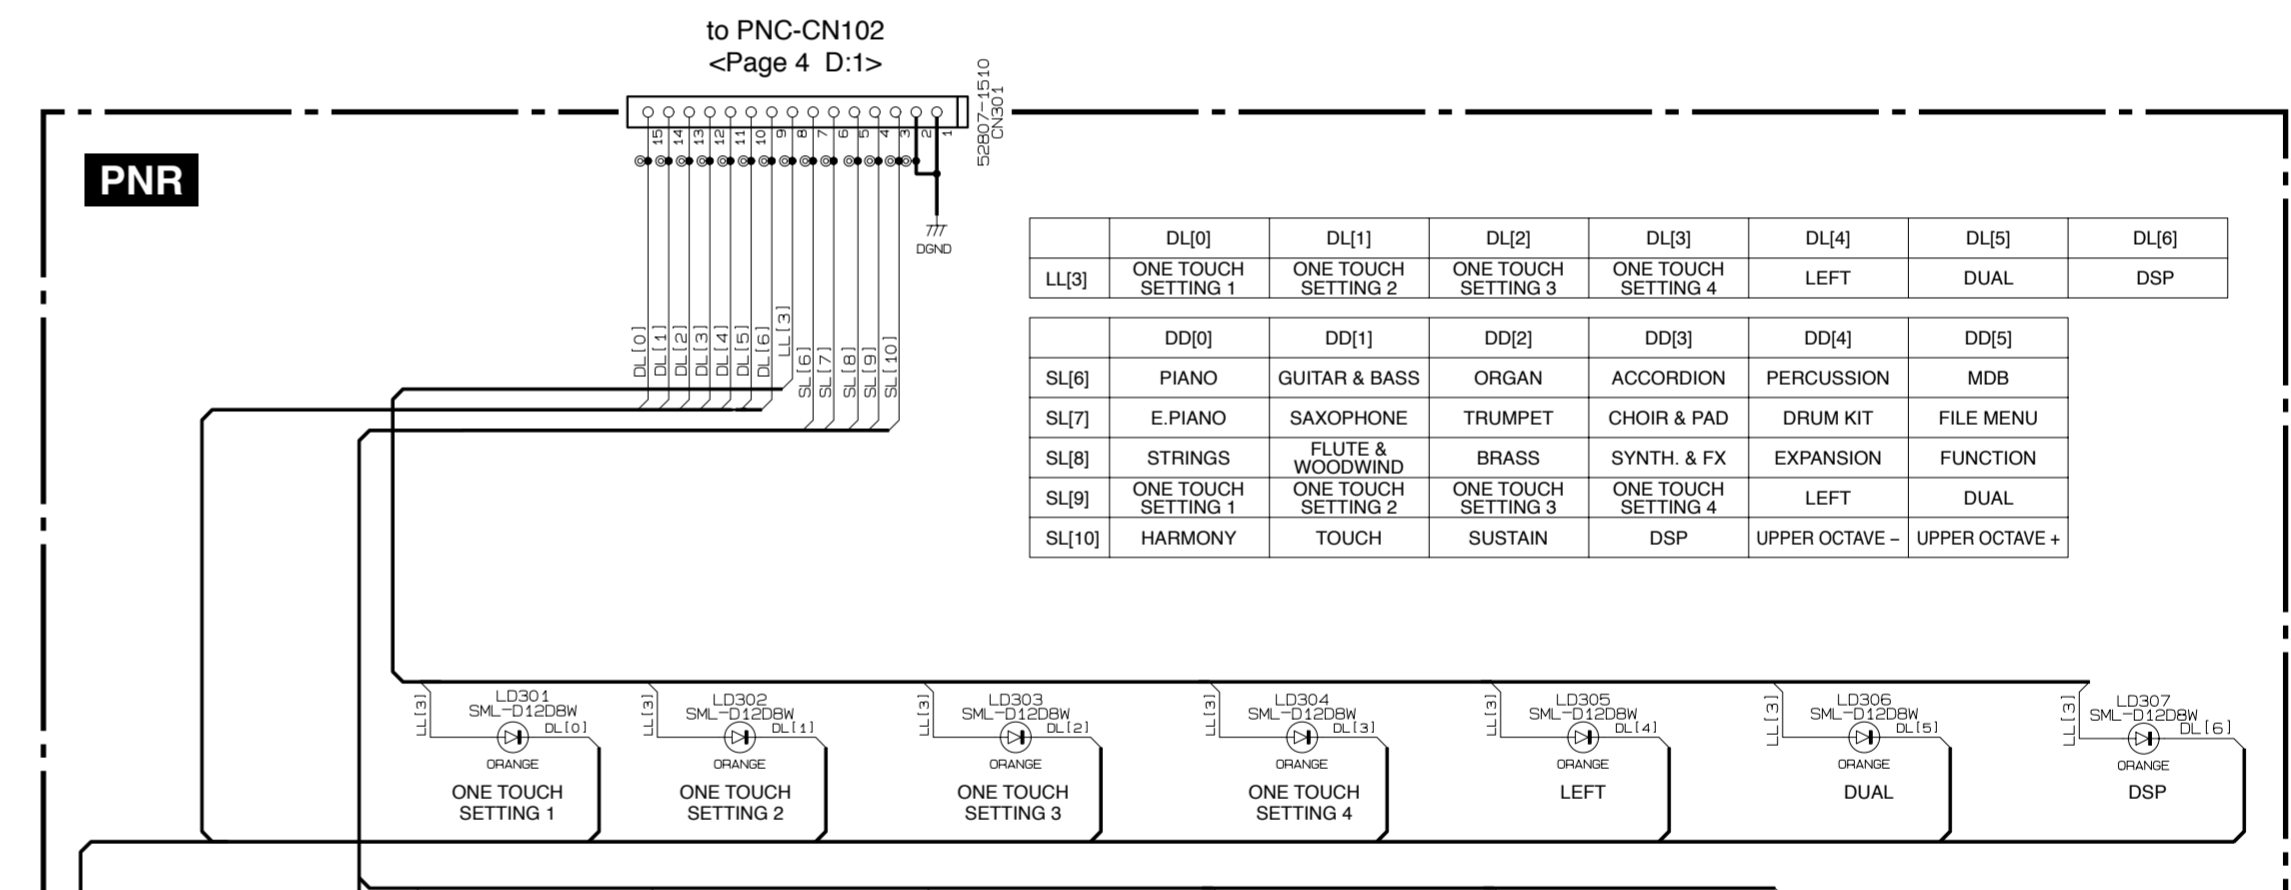 to PNC-CN102
<Page 4 D:1>
52807-1510
CN301
15 14 13 12 11 10 9 8 7 6 5 4 3 2 1
PNR
DGND
DL[0] DL[1] DL[2] DL[3] DL[4] DL[5] DL[6] LL[3] SL[6] SL[7] SL[8] SL[9] SL[10]
DL[0] DL[1] DL[2] DL[3] DL[4] DL[5] DL[6]
LL[3] ONE TOUCH SETTING 1 ONE TOUCH SETTING 2 ONE TOUCH SETTING 3 ONE TOUCH SETTING 4 LEFT DUAL DSP
DD[0] DD[1] DD[2] DD[3] DD[4] DD[5]
SL[6] PIANO GUITAR & BASS ORGAN ACCORDION PERCUSSION MDB
SL[7] E.PIANO SAXOPHONE TRUMPET CHOIR & PAD DRUM KIT FILE MENU
SL[8] STRINGS FLUTE & WOODWIND BRASS SYNTH. & FX EXPANSION FUNCTION
SL[9] ONE TOUCH SETTING 1 ONE TOUCH SETTING 2 ONE TOUCH SETTING 3 ONE TOUCH SETTING 4 LEFT DUAL
SL[10] HARMONY TOUCH SUSTAIN DSP UPPER OCTAVE – UPPER OCTAVE +
LL[3]
LD301
SML-D12D8W
DL[0]
ORANGE
ONE TOUCH
SETTING 1
LL[3]
LD302
SML-D12D8W
DL[1]
ORANGE
ONE TOUCH
SETTING 2
LL[3]
LD303
SML-D12D8W
DL[2]
ORANGE
ONE TOUCH
SETTING 3
LL[3]
LD304
SML-D12D8W
DL[3]
ORANGE
ONE TOUCH
SETTING 4
LL[3]
LD305
SML-D12D8W
DL[4]
ORANGE
LEFT
LL[3]
LD306
SML-D12D8W
DL[5]
ORANGE
DUAL
LL[3]
LD307
SML-D12D8W
DL[6]
ORANGE
DSP